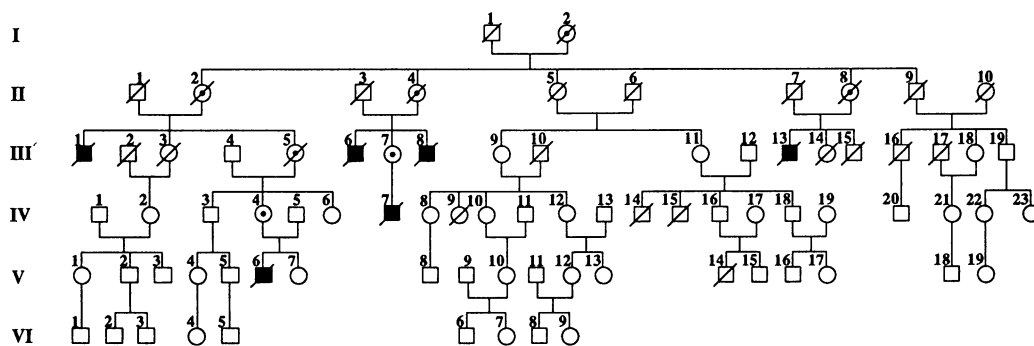 I 1 2
II 1 2 3 4 5 6 7 8 9 10
III' 1 2 3 4 5 6 7 8 9 10 11 12 13 14 15 16 17 18 19
IV 1 2 3 4 5 6 7 8 9 10 11 12 13 14 15 16 17 18 19 20 21 22 23
V 1 2 3 4 5 6 7 8 9 10 11 12 13 14 15 16 17 18 19
VI 1 2 3 4 5 6 7 8 9